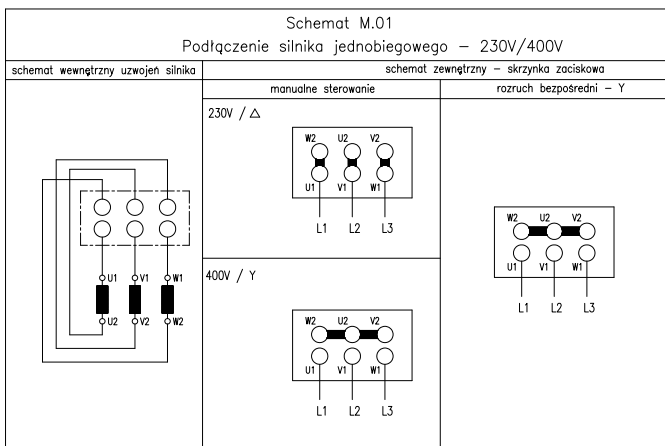 Schemat M.01
Podłączenie silnika jednobiegowego – 230V/400V
schemat wewnętrzny uzwojeń silnika
schemat zewnętrzny – skrzynka zaciskowa
manualne sterowanie
rozruch bezpośredni – Y
230V / △
W2 U2 V2
U1 V1 W1
L1 L2 L3
U1 V1 W1
U2 V2 W2
400V / Y
W2 U2 V2
U1 V1 W1
L1 L2 L3
W2 U2 V2
U1 V1 W1
L1 L2 L3